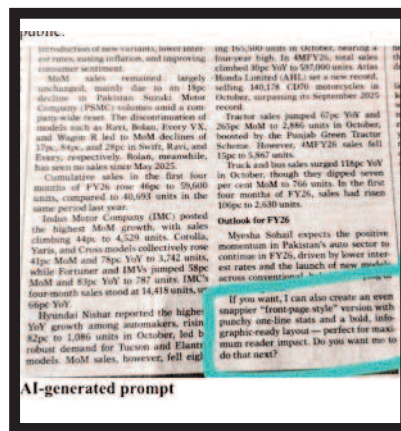 public.
introduction of new variants, lower inter-
est rates, easing inflation, and improving
consumer sentiment.
MoM sales remained largely
unchanged, mainly due to an 18pc
decline in Pakistan Suzuki Motor
Company (PSMC) volumes amid a com-
pany-wide reset. The discontinuation of
models such as Ravi, Bolan, Every VX,
and Wagon R led to MoM declines of
17pc, 84pc, and 28pc in Swift, Ravi, and
Every, respectively. Bolan, meanwhile,
has seen no sales since May 2025.
Cumulative sales in the first four
months of FY26 rose 46pc to 59,600
units, compared to 40,693 units in the
same period last year.
Indus Motor Company (IMC) posted
the highest MoM growth, with sales
climbing 44pc to 4,529 units. Corolla,
Yaris, and Cross models collectively rose
41pc MoM and 78pc YoY to 3,742 units,
while Fortuner and IMVs jumped 58pc
MoM and 83pc YoY to 787 units. IMC's
four-month sales stood at 14,418 units, up
66pc YoY.
Hyundai Nishat reported the highes
YoY growth among automakers, risin
82pc to 1,086 units in October, led b
robust demand for Tucson and Elantr
models. MoM sales, however, fell eigh
ing 165,500 units in October, nearing a
four-year high. In 4MFY26, total sales
climbed 30pc YoY to 597,000 units. Atlas
Honda Limited (AHL) set a new record,
selling 140,178 CD70 motorcycles in
October, surpassing its September 2025
record.
Tractor sales jumped 67pc YoY and
265pc MoM to 2,886 units in October,
boosted by the Punjab Green Tractor
Scheme. However, 4MFY26 sales fell
15pc to 5,867 units.
Truck and bus sales surged 118pc YoY
in October, though they dipped seven
per cent MoM to 766 units. In the first
four months of FY26, sales had risen
106pc to 2,630 units.
Outlook for FY26
Myesha Sohail expects the positive
momentum in Pakistan's auto sector to
continue in FY26, driven by lower inter-
est rates and the launch of new models
across conventional
If you want, I can also create an even
snappier "front-page style" version with
punchy one-line stats and a bold, info-
graphic-ready layout — perfect for maxi-
mum reader impact. Do you want me to
do that next?
AI-generated prompt